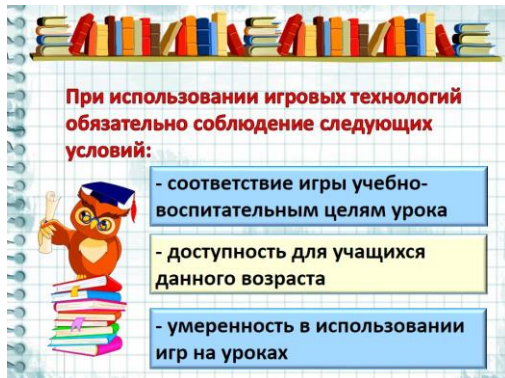 При использовании игровых технологий
обязательно соблюдение следующих
условий:
- соответствие игры учебно-
воспитательным целям урока
- доступность для учащихся
данного возраста
- умеренность в использовании
игр на уроках